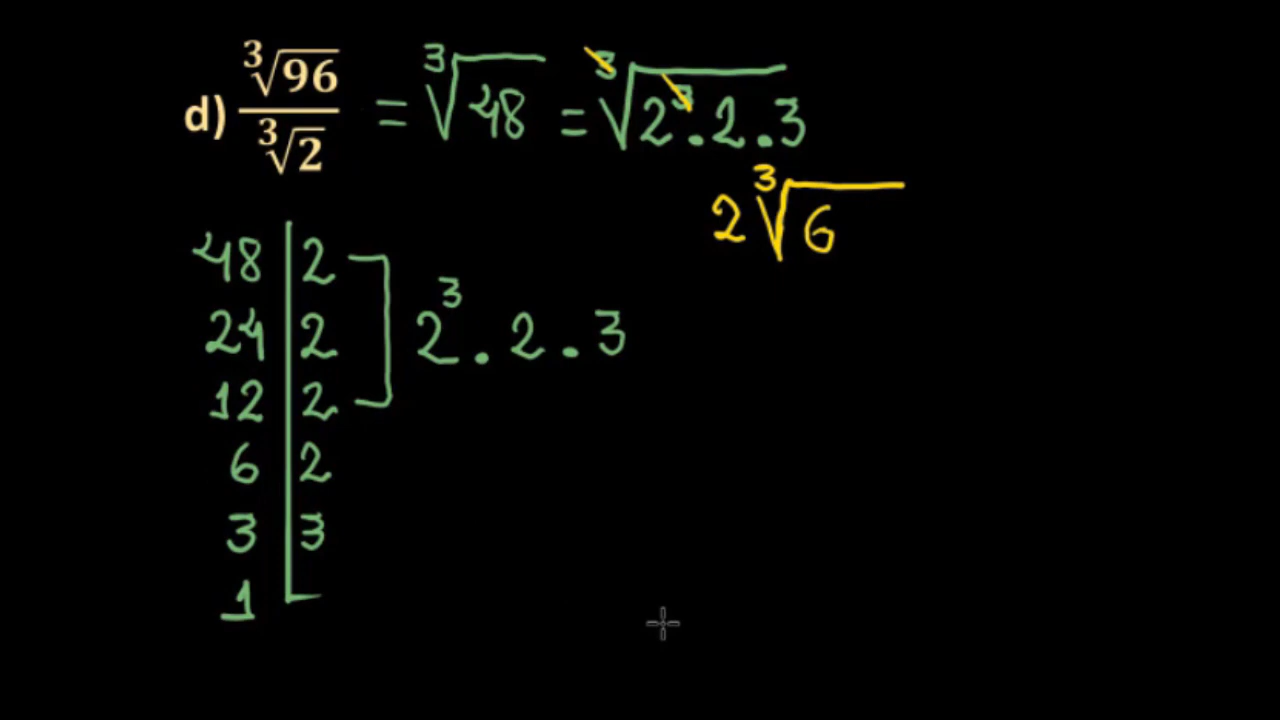 d) ∛96 / ∛2 = ∛48 = ∛2³.2.3
2∛6
48 | 2
24 | 2
12 | 2
2³.2.3
6 | 2
3 | 3
1